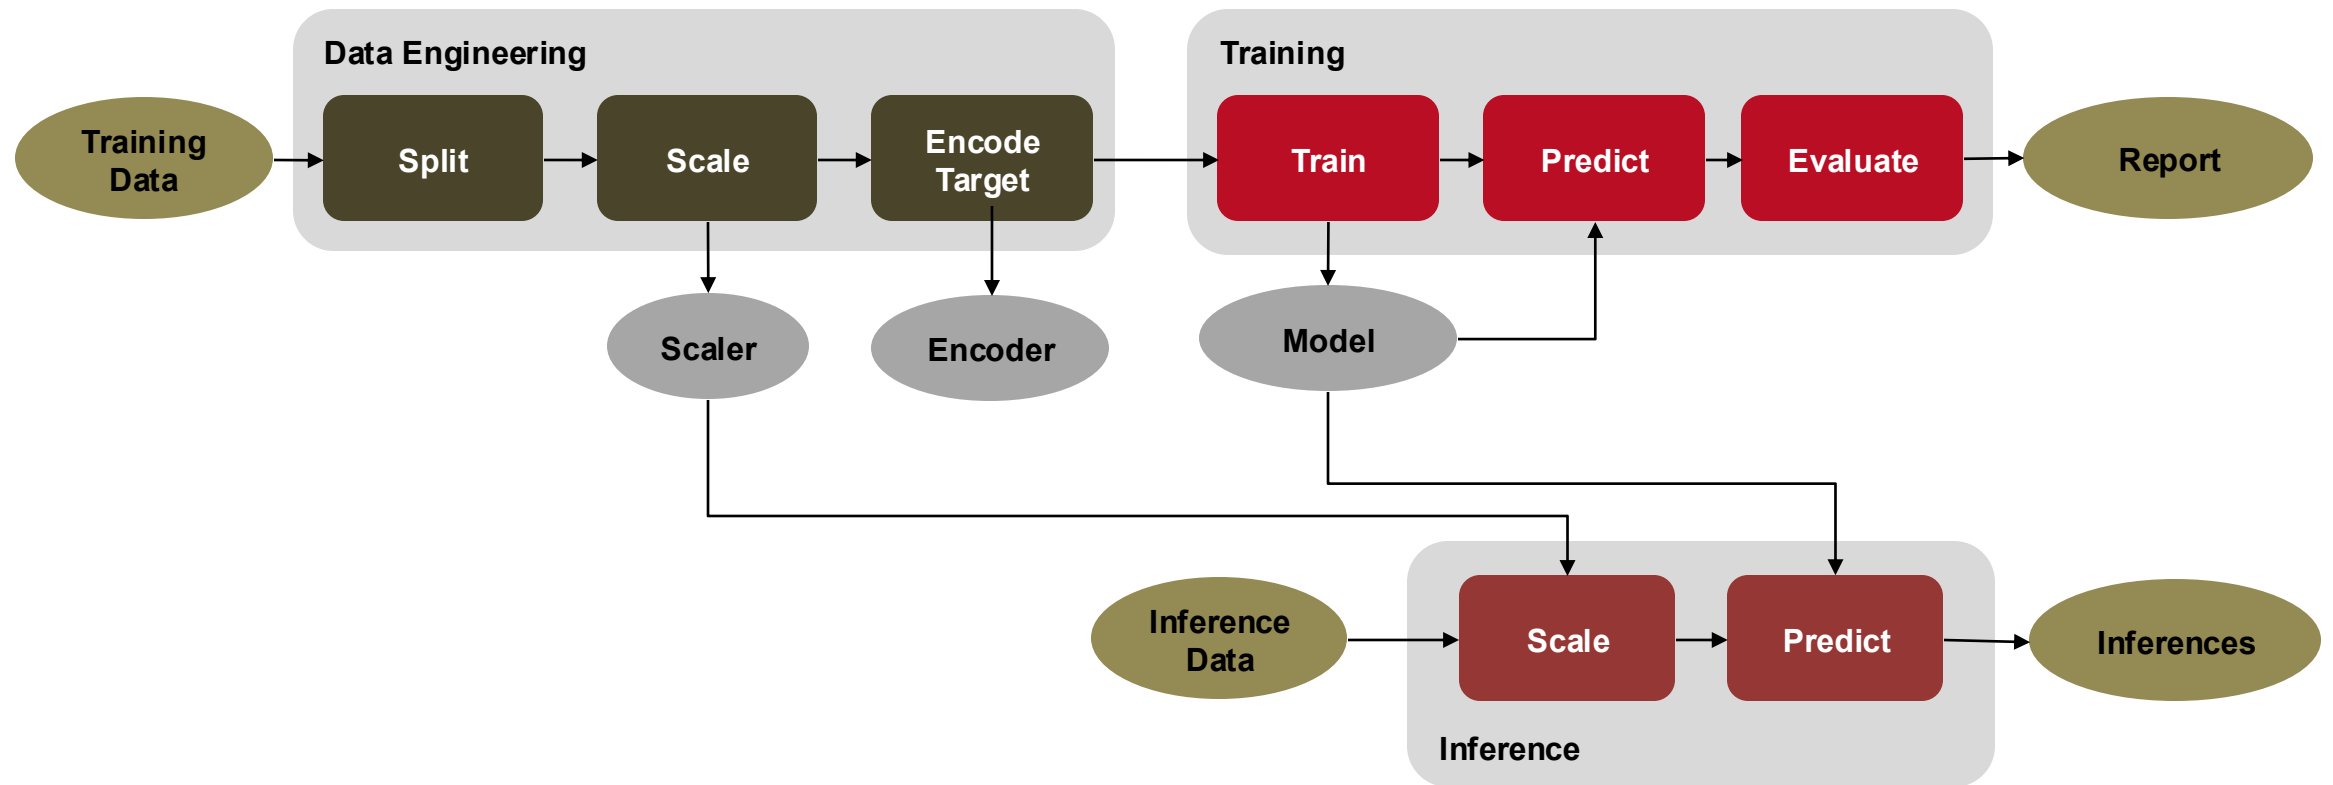 Data Engineering
Training
Training
Data
Split
Scale
Encode
Target
Train
Predict
Evaluate
Report
Scaler
Encoder
Model
Inference
Data
Scale
Predict
Inferences
Inference